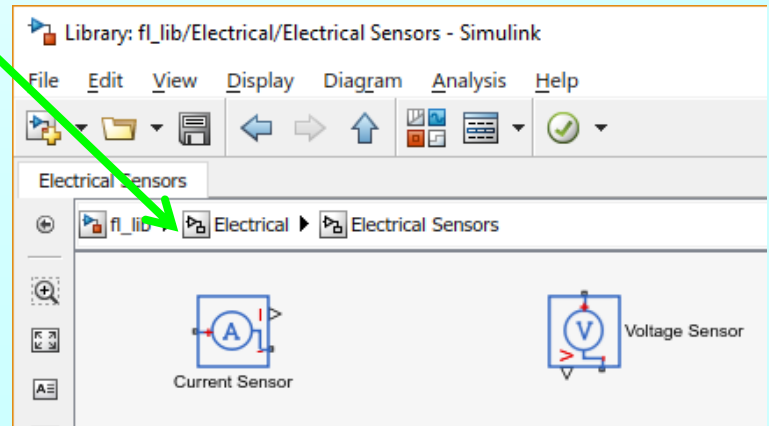 Library: fl_lib/Electrical/Electrical Sensors - Simulink
File Edit View Display Diagram Analysis Help
Electrical Sensors
fl_lib Electrical Electrical Sensors
A
I
V
V
Voltage Sensor
Current Sensor
A